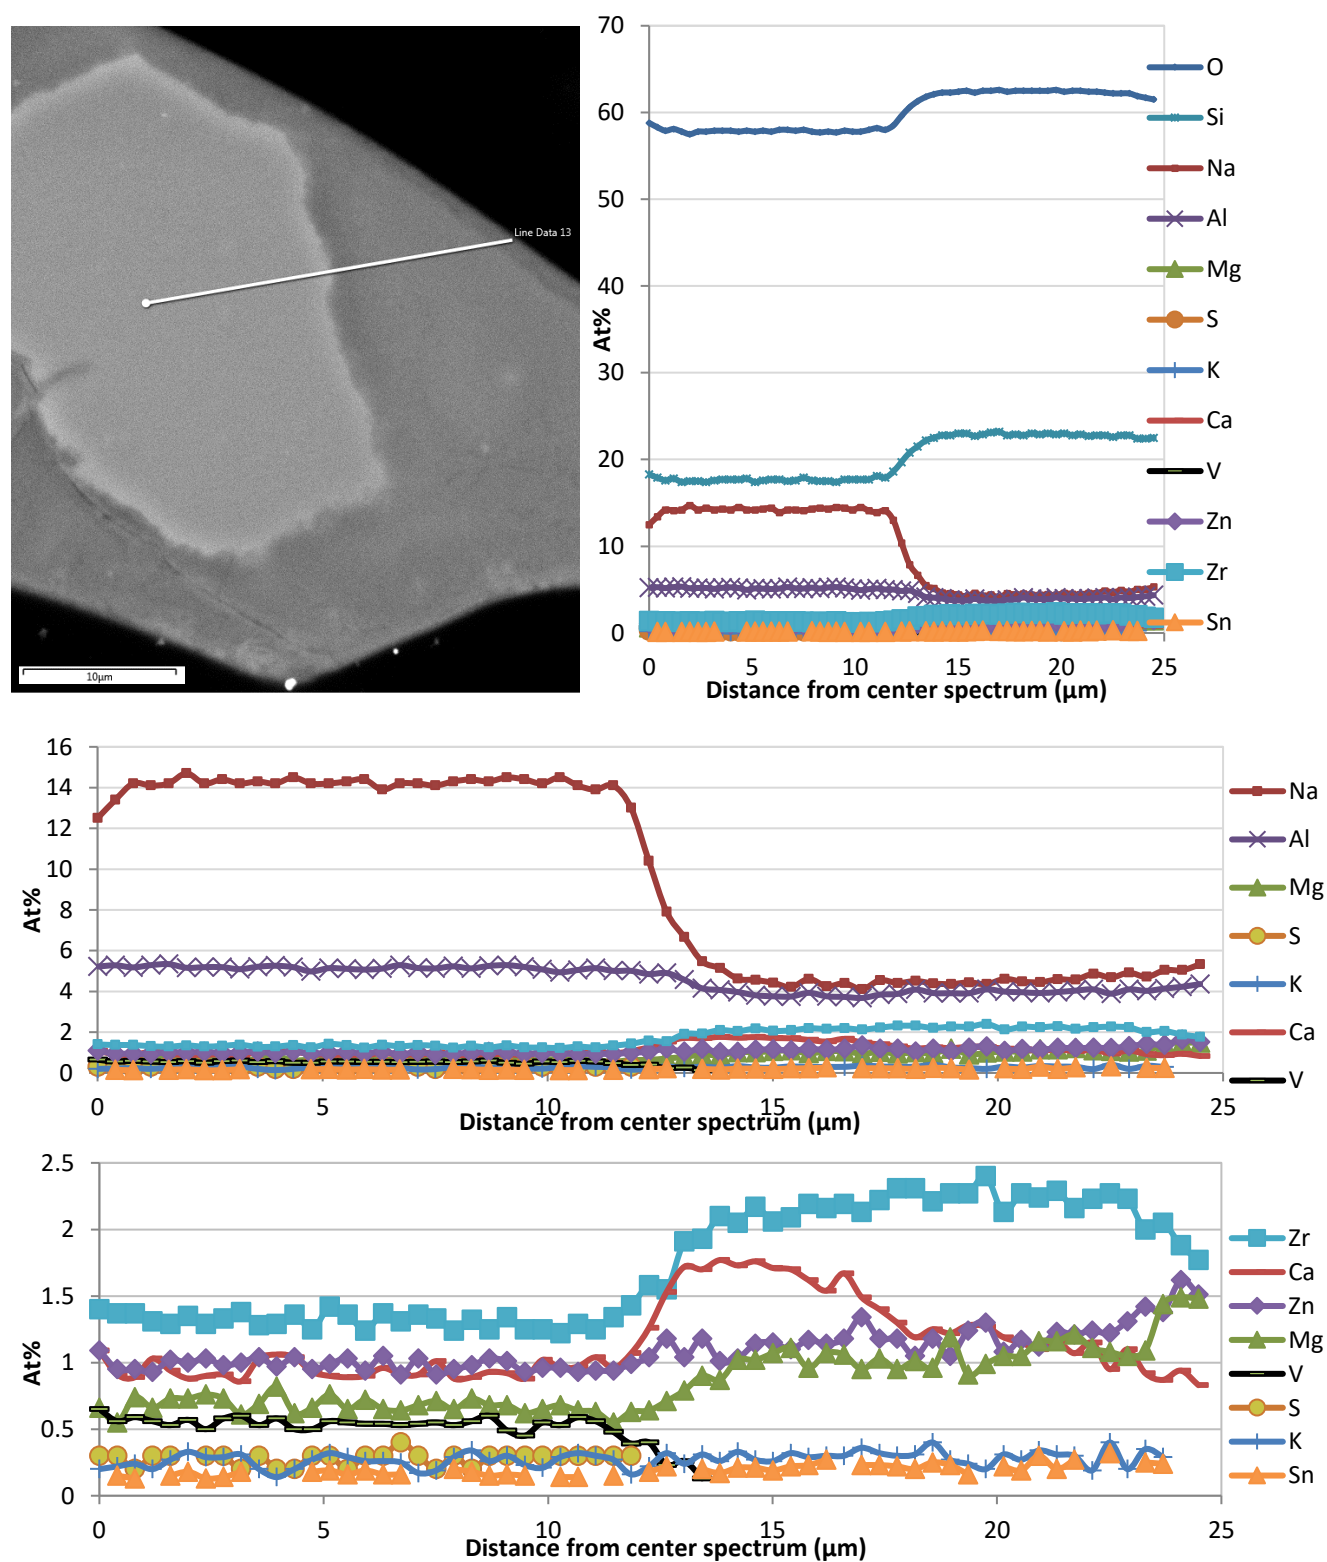 Line Data 13
10µm
70
60
50
40
30
20
10
0
At%
0 5 10 15 20 25
Distance from center spectrum (µm)
O
Si
Na
Al
Mg
S
K
Ca
V
Zn
Zr
Sn
16
14
12
10
8
6
4
2
0
At%
0 5 10 15 20 25
Distance from center spectrum (µm)
Na
Al
Mg
S
K
Ca
V
2.5
2
1.5
1
0.5
0
At%
0 5 10 15 20 25
Distance from center spectrum (µm)
Zr
Ca
Zn
Mg
V
S
K
Sn